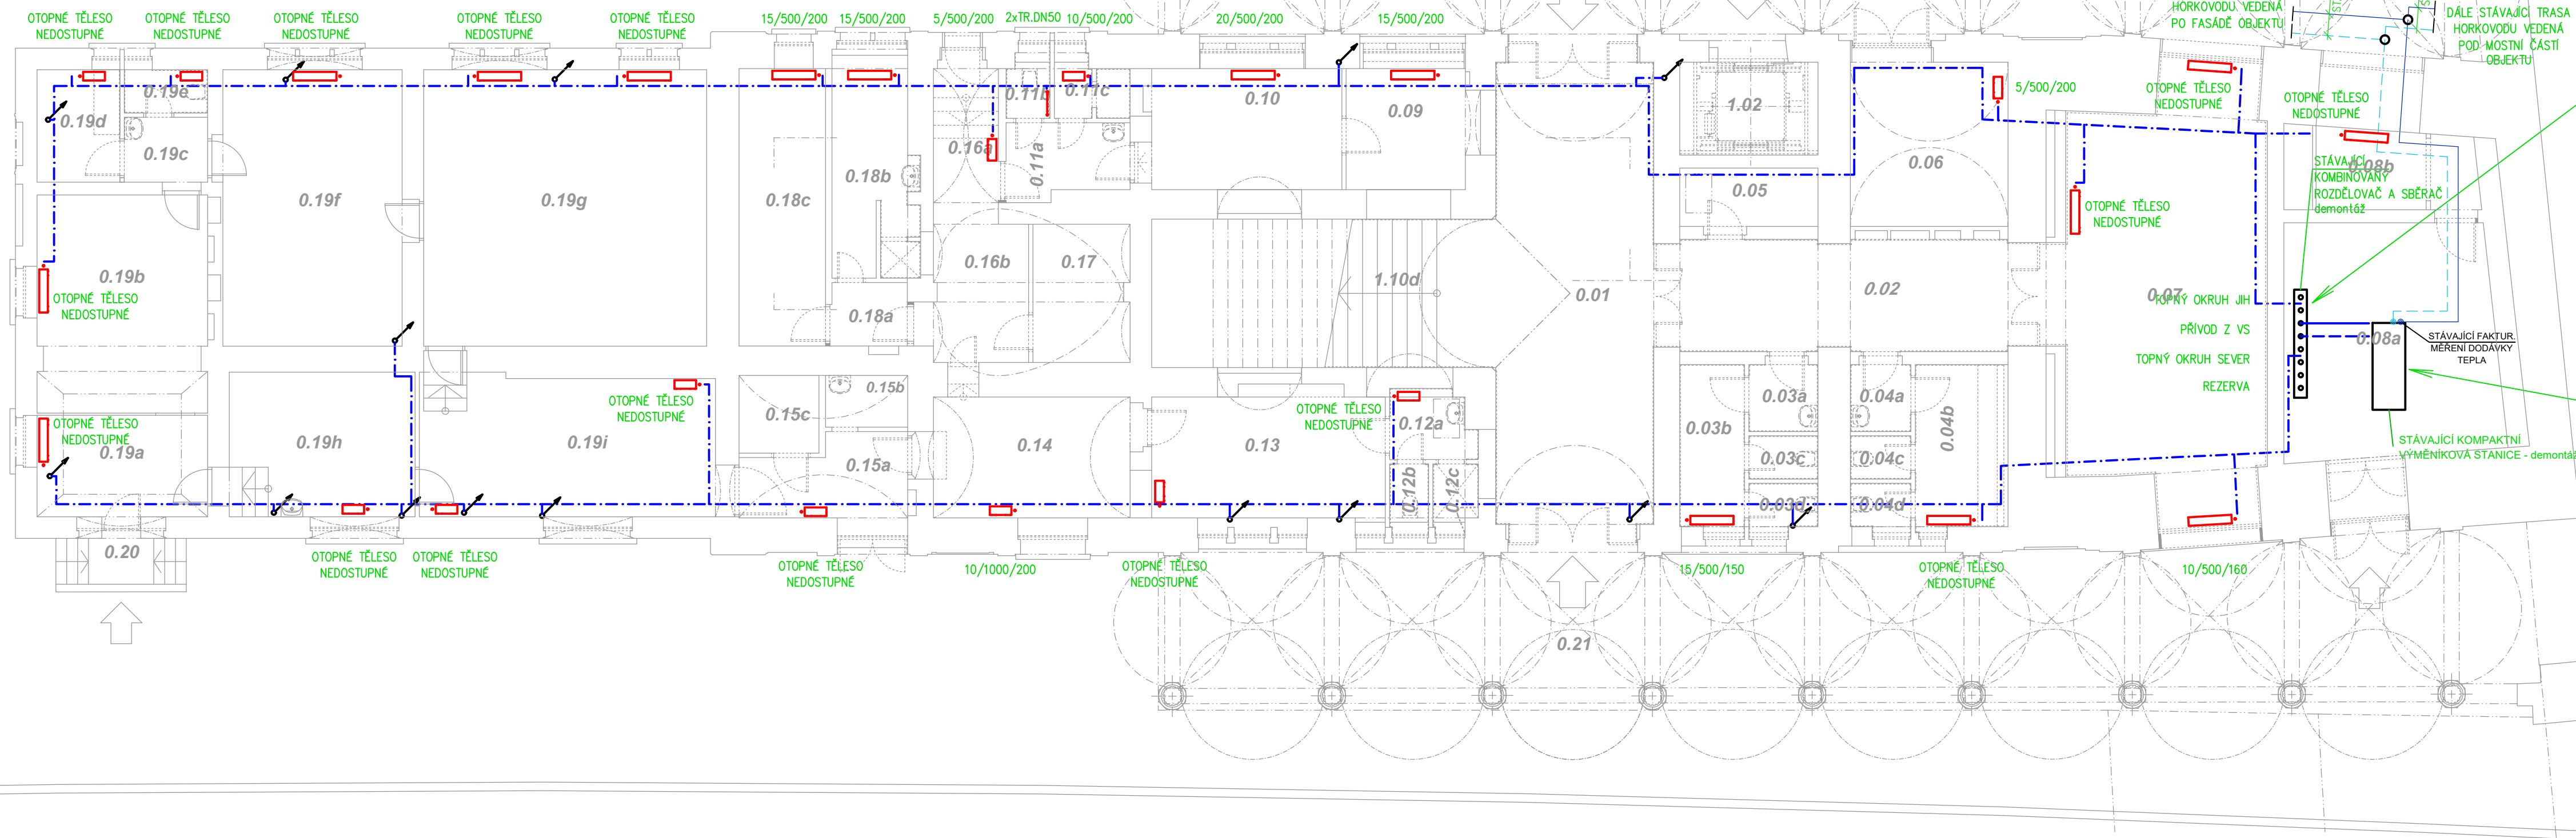 OTOPNÉ TĚLESO
NEDOSTUPNÉ
OTOPNÉ TĚLESO
NEDOSTUPNÉ
OTOPNÉ TĚLESO
NEDOSTUPNÉ
OTOPNÉ TĚLESO
NEDOSTUPNÉ
OTOPNÉ TĚLESO
NEDOSTUPNÉ
15/500/200
15/500/200
5/500/200
2xTR.DN50
10/500/200
20/500/200
15/500/200
HORKOVODU VEDENÁ
PO FASÁDĚ OBJEKTU
DÁLE STÁVAJÍCÍ TRASA
HORKOVODU VEDENÁ
POD MOSTNÍ ČÁSTÍ
OBJEKTU
0.19e
0.19d
0.19c
0.19f
0.19g
0.18c
0.18b
0.16a
0.11b
0.11c
0.11a
0.10
0.09
1.02
0.05
0.06
5/500/200
OTOPNÉ TĚLESO
NEDOSTUPNÉ
OTOPNÉ TĚLESO
NEDOSTUPNÉ
0.08b
STÁVAJÍCÍ
KOMBINOVANÝ
ROZDĚLOVAČ A SBĚRAČ
demontáž
OTOPNÉ TĚLESO
NEDOSTUPNÉ
0.19b
OTOPNÉ TĚLESO
NEDOSTUPNÉ
0.18a
0.16b
0.17
1.10d
0.01
0.02
0.07
TOPNÝ OKRUH JIH
PŘÍVOD Z VS
TOPNÝ OKRUH SEVER
REZERVA
0.08a
STÁVAJÍCÍ FAKTUR.
MĚŘENÍ DODÁVKY
TEPLA
OTOPNÉ TĚLESO
NEDOSTUPNÉ
0.19a
0.19h
0.19i
OTOPNÉ TĚLESO
NEDOSTUPNÉ
0.15c
0.15b
0.15a
0.14
0.13
OTOPNÉ TĚLESO
NEDOSTUPNÉ
0.12a
0.12b
0.12c
0.03b
0.03a
0.03c
0.03d
0.04a
0.04b
0.04c
0.04d
STÁVAJÍCÍ KOMPAKTNÍ
VÝMĚNÍKOVÁ STANICE - demontáž
0.20
OTOPNÉ TĚLESO
NEDOSTUPNÉ
OTOPNÉ TĚLESO
NEDOSTUPNÉ
OTOPNÉ TĚLESO
NEDOSTUPNÉ
10/1000/200
OTOPNÉ TĚLESO
NEDOSTUPNÉ
15/500/150
OTOPNÉ TĚLESO
NEDOSTUPNÉ
10/500/160
0.21